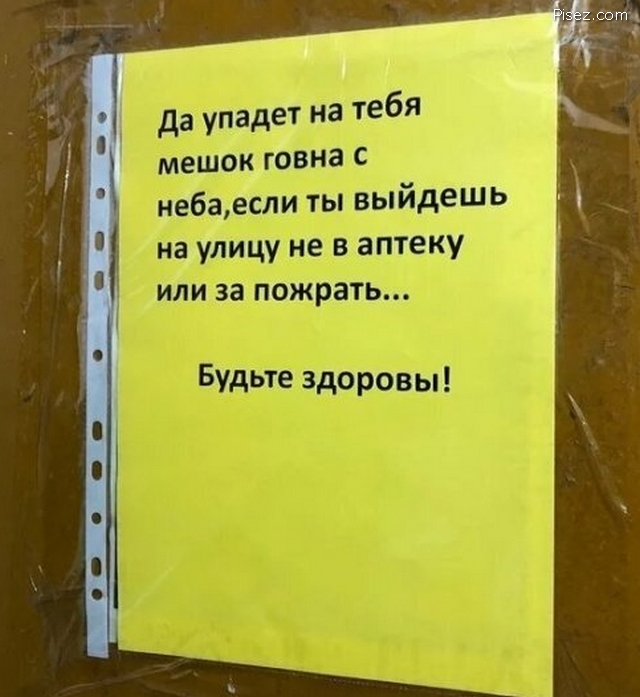 Pisez.com
Да упадет на тебя
мешок говна с
неба,если ты выйдешь
на улицу не в аптеку
или за пожрать...
Будьте здоровы!